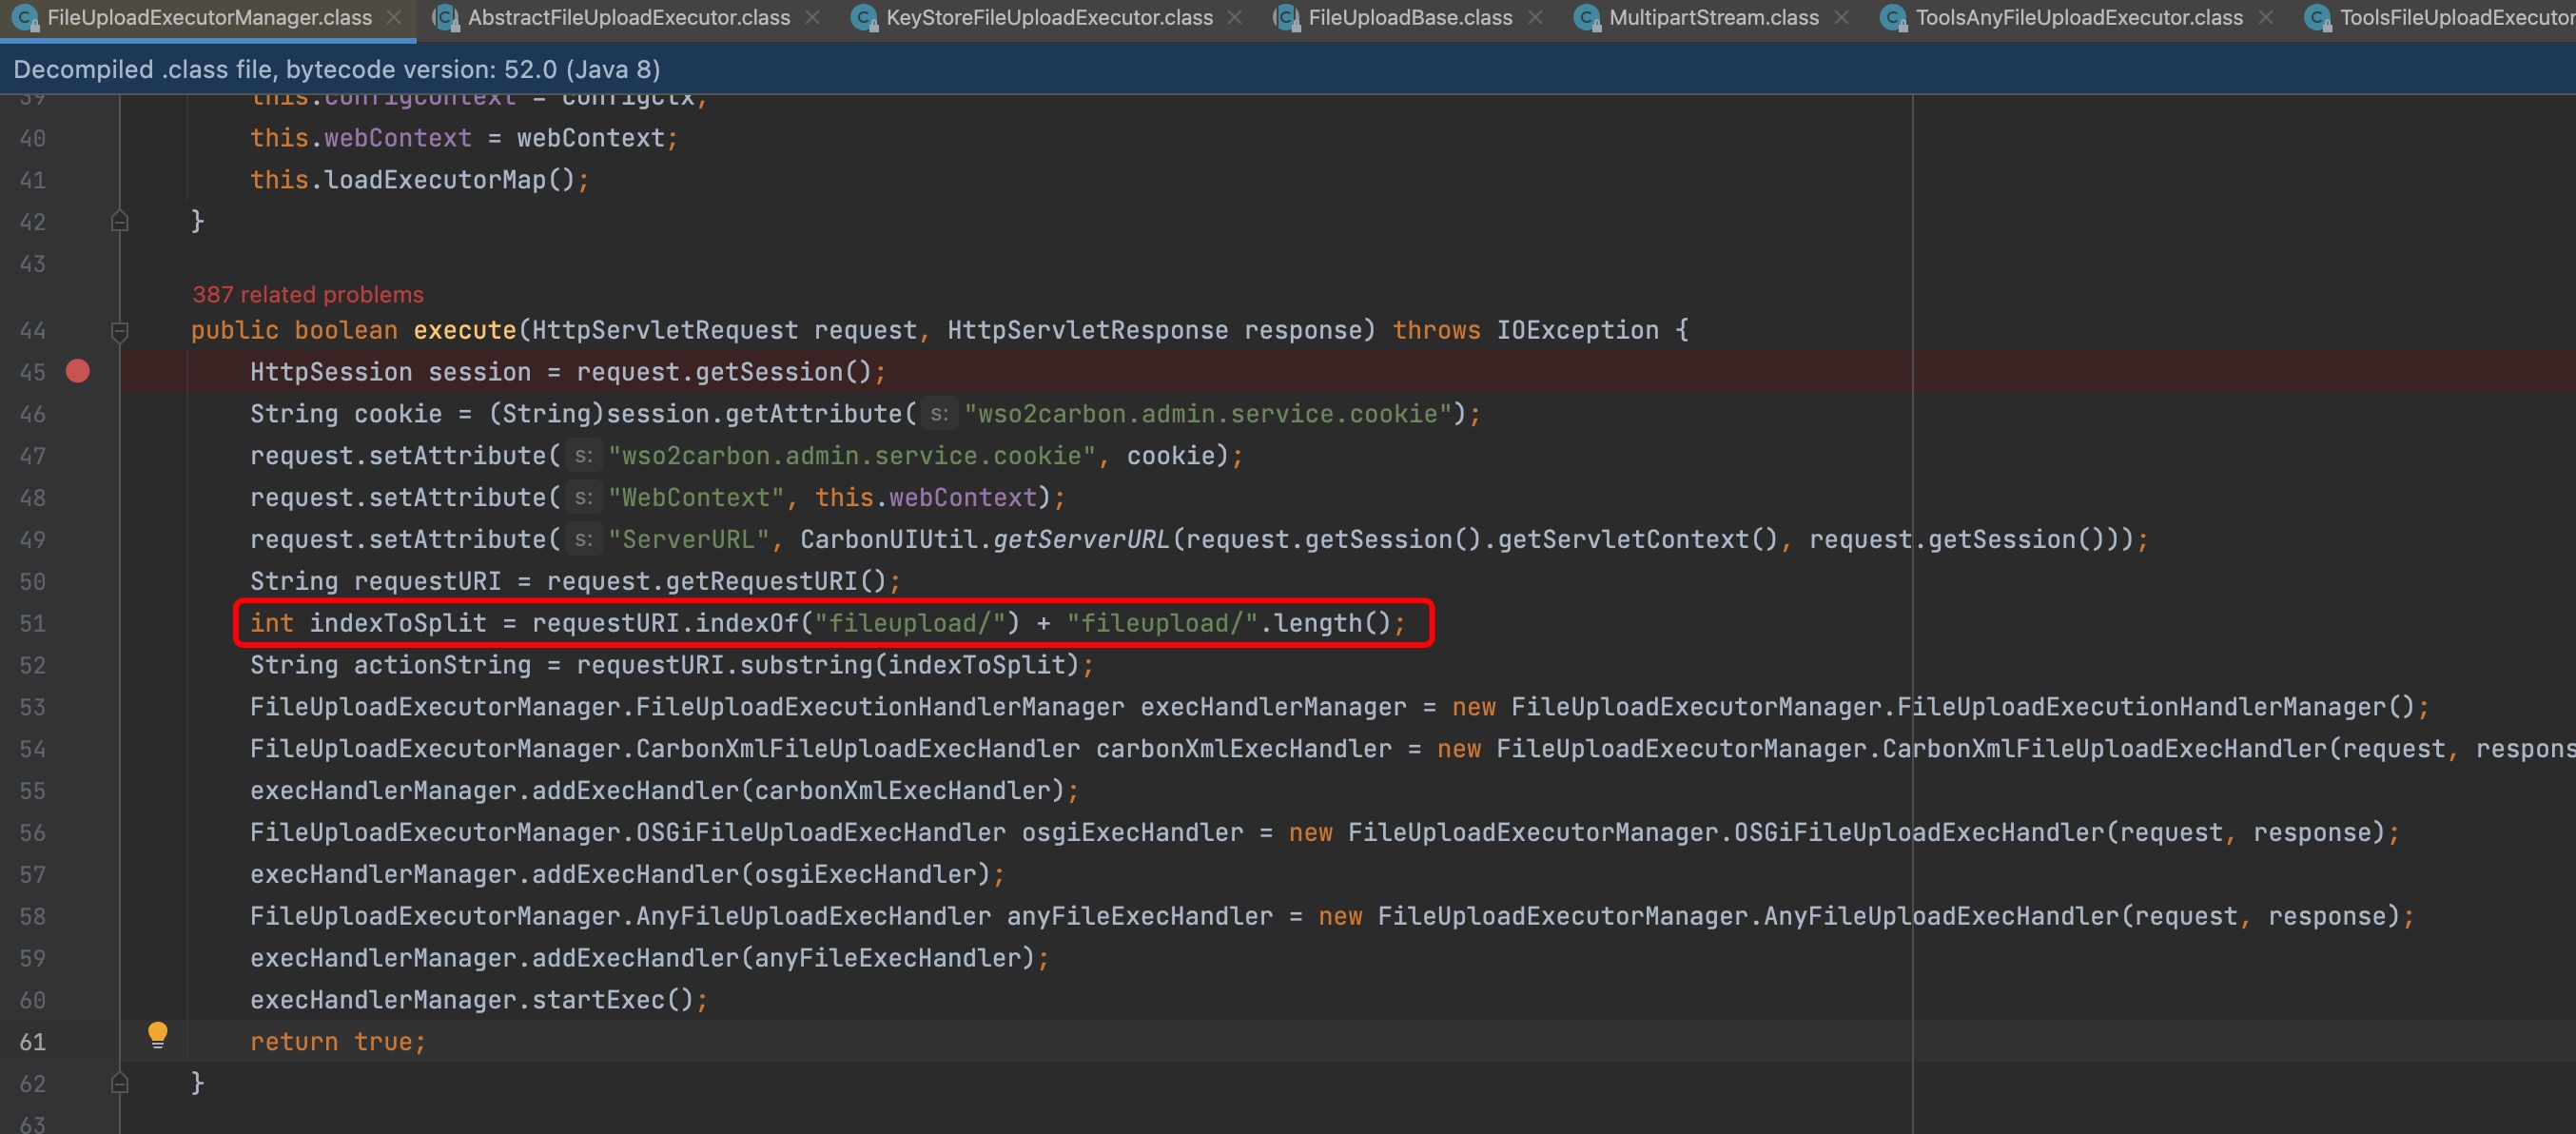 FileUploadExecutorManager.class AbstractFileUploadExecutor.class KeyStoreFileUploadExecutor.class FileUploadBase.class MultipartStream.class ToolsAnyFileUploadExecutor.class ToolsFileUploadExecutor
Decompiled .class file, bytecode version: 52.0 (Java 8)
39 this.configContext = configCtx;
40 this.webContext = webContext;
41 this.loadExecutorMap();
42 }
43
387 related problems
44 public boolean execute(HttpServletRequest request, HttpServletResponse response) throws IOException {
45 HttpSession session = request.getSession();
46 String cookie = (String)session.getAttribute( s: "wso2carbon.admin.service.cookie");
47 request.setAttribute( s: "wso2carbon.admin.service.cookie", cookie);
48 request.setAttribute( s: "WebContext", this.webContext);
49 request.setAttribute( s: "ServerURL", CarbonUIUtil.getServerURL(request.getSession().getServletContext(), request.getSession()));
50 String requestURI = request.getRequestURI();
51 int indexToSplit = requestURI.indexOf("fileupload/") + "fileupload/".length();
52 String actionString = requestURI.substring(indexToSplit);
53 FileUploadExecutorManager.FileUploadExecutionHandlerManager execHandlerManager = new FileUploadExecutorManager.FileUploadExecutionHandlerManager();
54 FileUploadExecutorManager.CarbonXmlFileUploadExecHandler carbonXmlExecHandler = new FileUploadExecutorManager.CarbonXmlFileUploadExecHandler(request, respons
55 execHandlerManager.addExecHandler(carbonXmlExecHandler);
56 FileUploadExecutorManager.OSGiFileUploadExecHandler osgiExecHandler = new FileUploadExecutorManager.OSGiFileUploadExecHandler(request, response);
57 execHandlerManager.addExecHandler(osgiExecHandler);
58 FileUploadExecutorManager.AnyFileUploadExecHandler anyFileExecHandler = new FileUploadExecutorManager.AnyFileUploadExecHandler(request, response);
59 execHandlerManager.addExecHandler(anyFileExecHandler);
60 execHandlerManager.startExec();
61 return true;
62 }
63